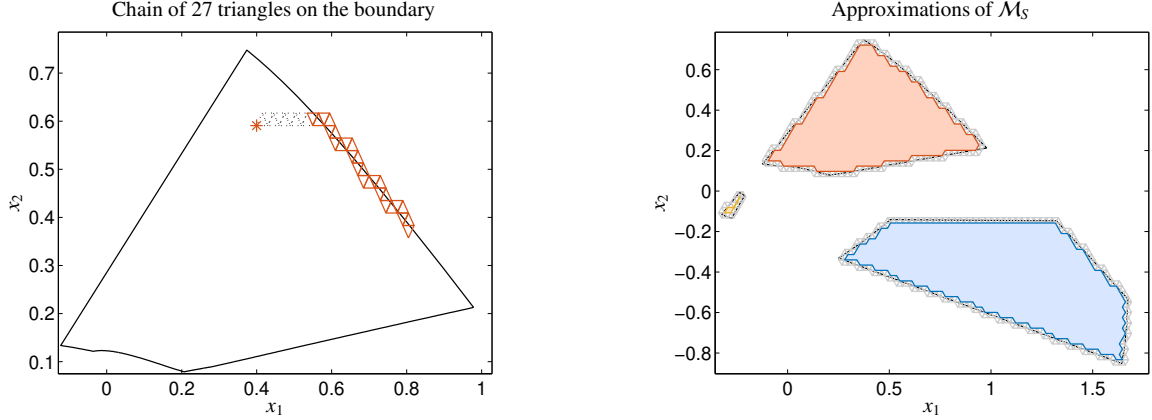 Chain of 27 triangles on the boundary
0.7
0.6
0.5
0.4
0.3
0.2
0.1
x2
0 0.2 0.4 0.6 0.8 1
x1
Approximations of ℳS
0.6
0.4
0.2
0
−0.2
−0.4
−0.6
−0.8
x2
0 0.5 1 1.5
x1